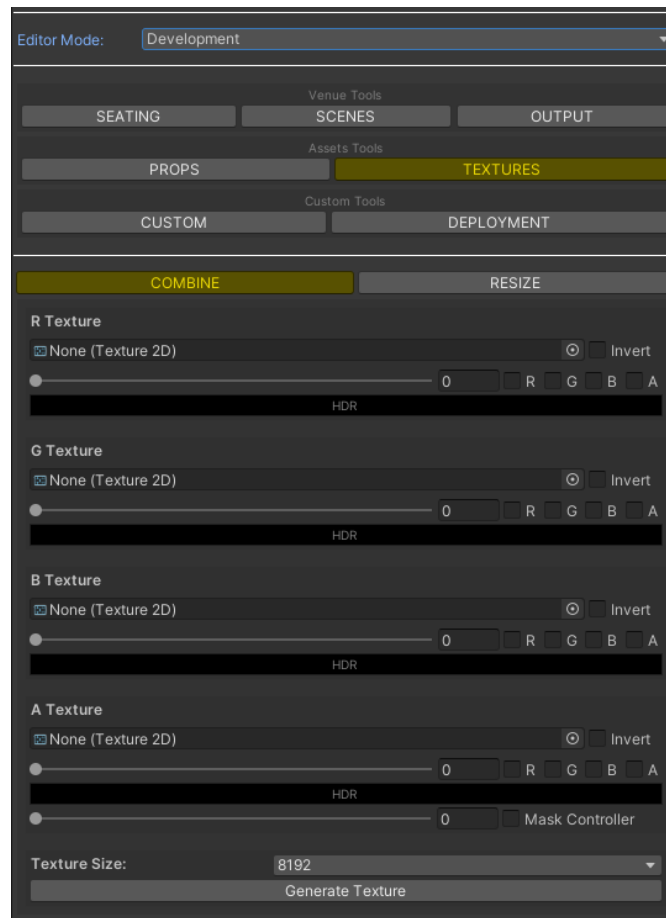 Editor Mode: Development
Venue Tools
SEATING SCENES OUTPUT
Assets Tools
PROPS TEXTURES
Custom Tools
CUSTOM DEPLOYMENT
COMBINE RESIZE
R Texture
None (Texture 2D) Invert
0 R G B A
HDR
G Texture
None (Texture 2D) Invert
0 R G B A
HDR
B Texture
None (Texture 2D) Invert
0 R G B A
HDR
A Texture
None (Texture 2D) Invert
0 R G B A
HDR
0 Mask Controller
Texture Size: 8192
Generate Texture